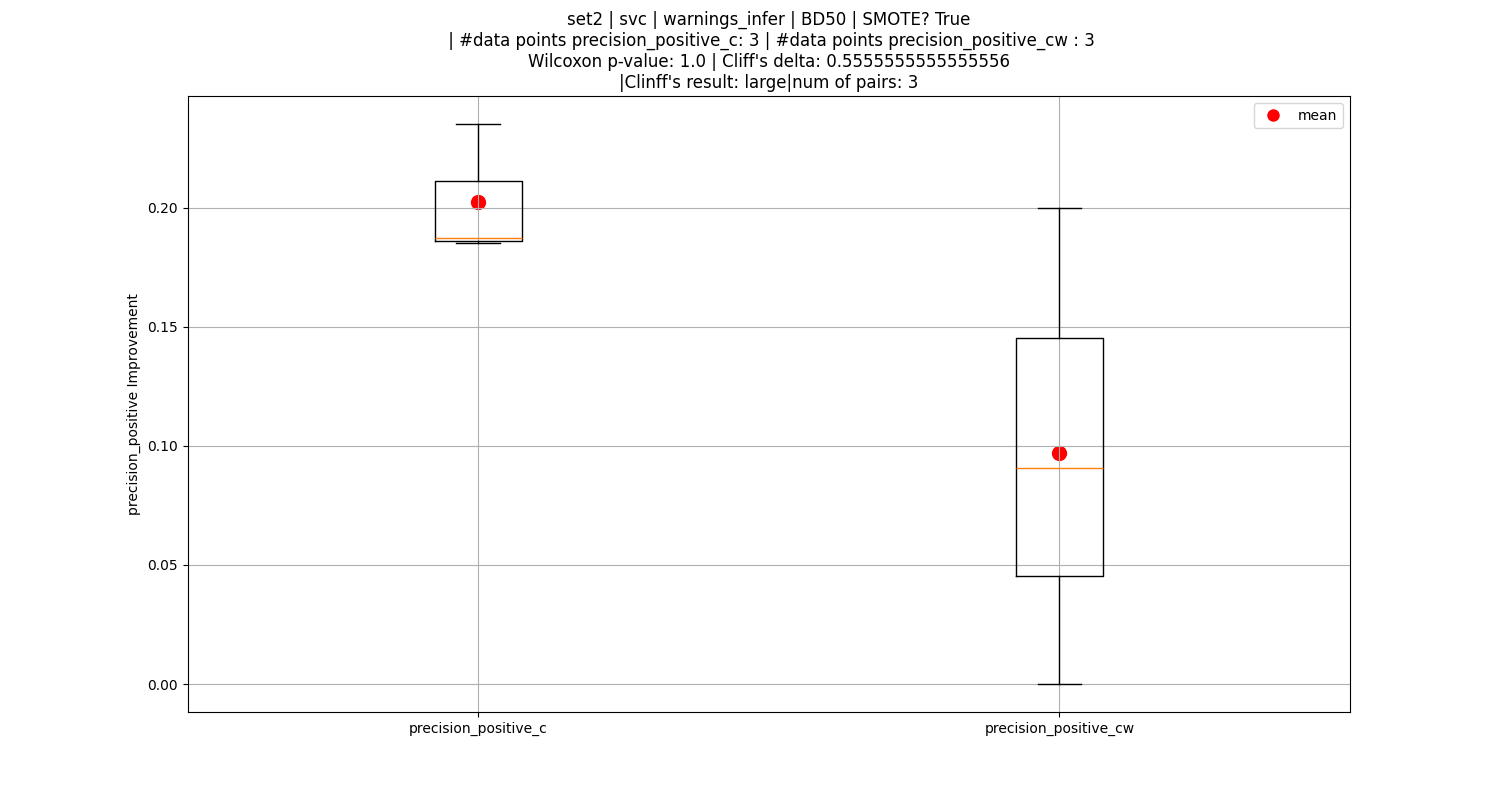 set2 | svc | warnings_infer | BD50 | SMOTE? True
| #data points precision_positive_c: 3 | #data points precision_positive_cw : 3
Wilcoxon p-value: 1.0 | Cliff's delta: 0.5555555555555556
|Clinff's result: large|num of pairs: 3
mean
precision_positive Improvement
0.20
0.15
0.10
0.05
0.00
precision_positive_c
precision_positive_cw